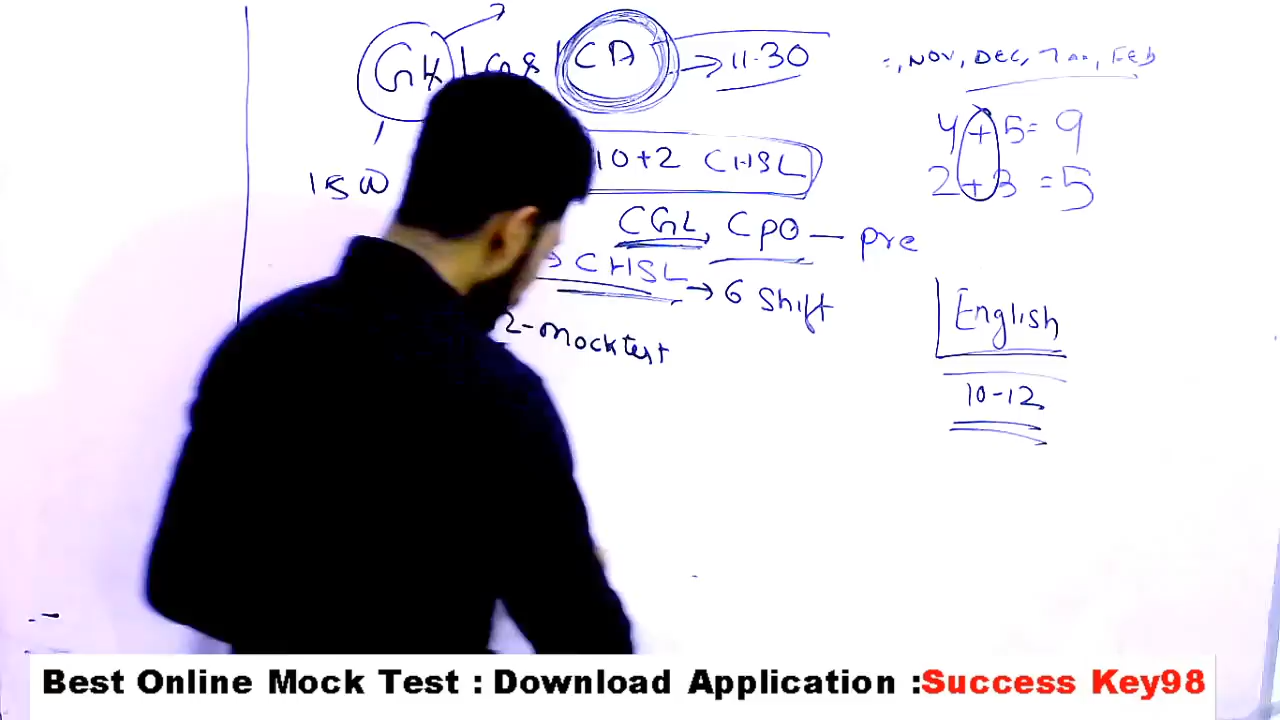 GK | GS | CA → 11.30
NOV, DEC, Jan, FEB
4 + 5 = 9
10+2 CHSL
2 + 3 = 5
CGL, CPO — pre
CHSL → 6 Shift
English
2-Mocktest
10-12
Best Online Mock Test : Download Application :Success Key98